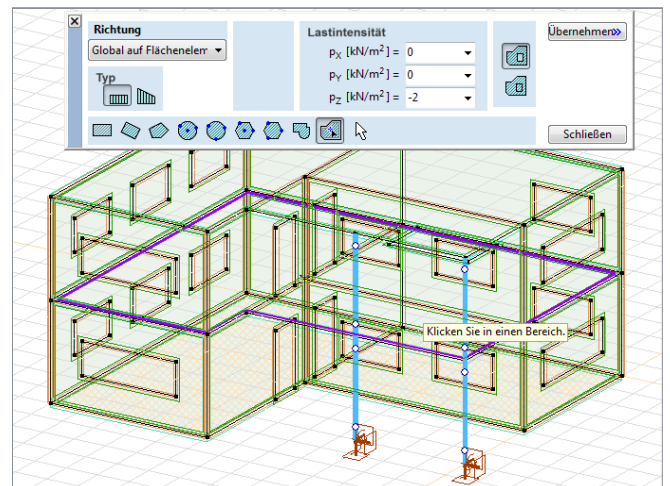 Richtung
Global auf Flächenelem
Typ
Lastintensität
pX [kN/m2] = 0
pY [kN/m2] = 0
pZ [kN/m2] = -2
Übernehmen»
Schließen
Klicken Sie in einen Bereich.